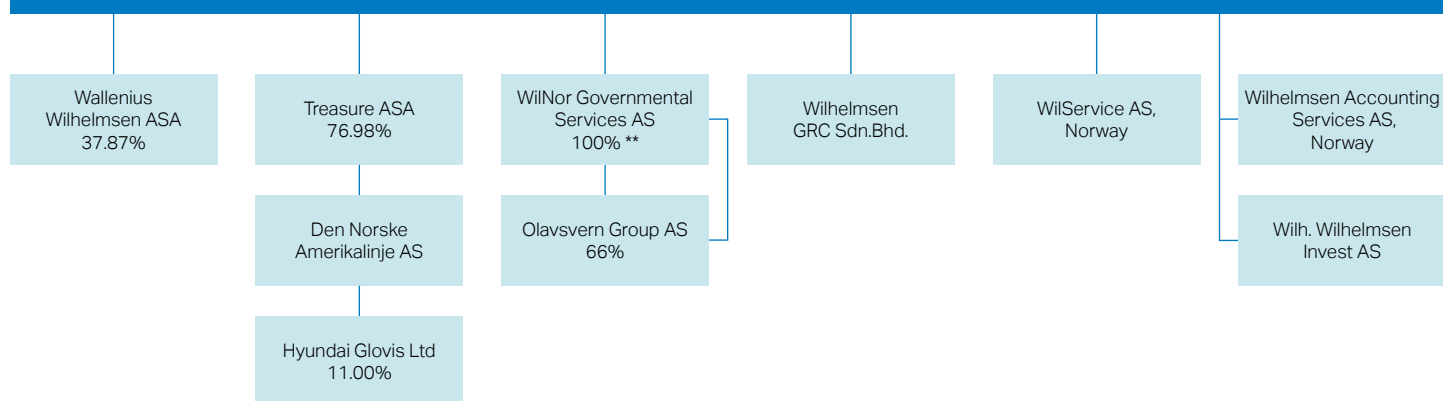 Wallenius
Wilhelmsen ASA
37.87%
Treasure ASA
76.98%
WilNor Governmental
Services AS
100% **
Wilhelmsen
GRC Sdn.Bhd.
WilService AS,
Norway
Wilhelmsen Accounting
Services AS,
Norway
Den Norske
Amerikalinje AS
Olavsvern Group AS
66%
Wilh. Wilhelmsen
Invest AS
Hyundai Glovis Ltd
11.00%